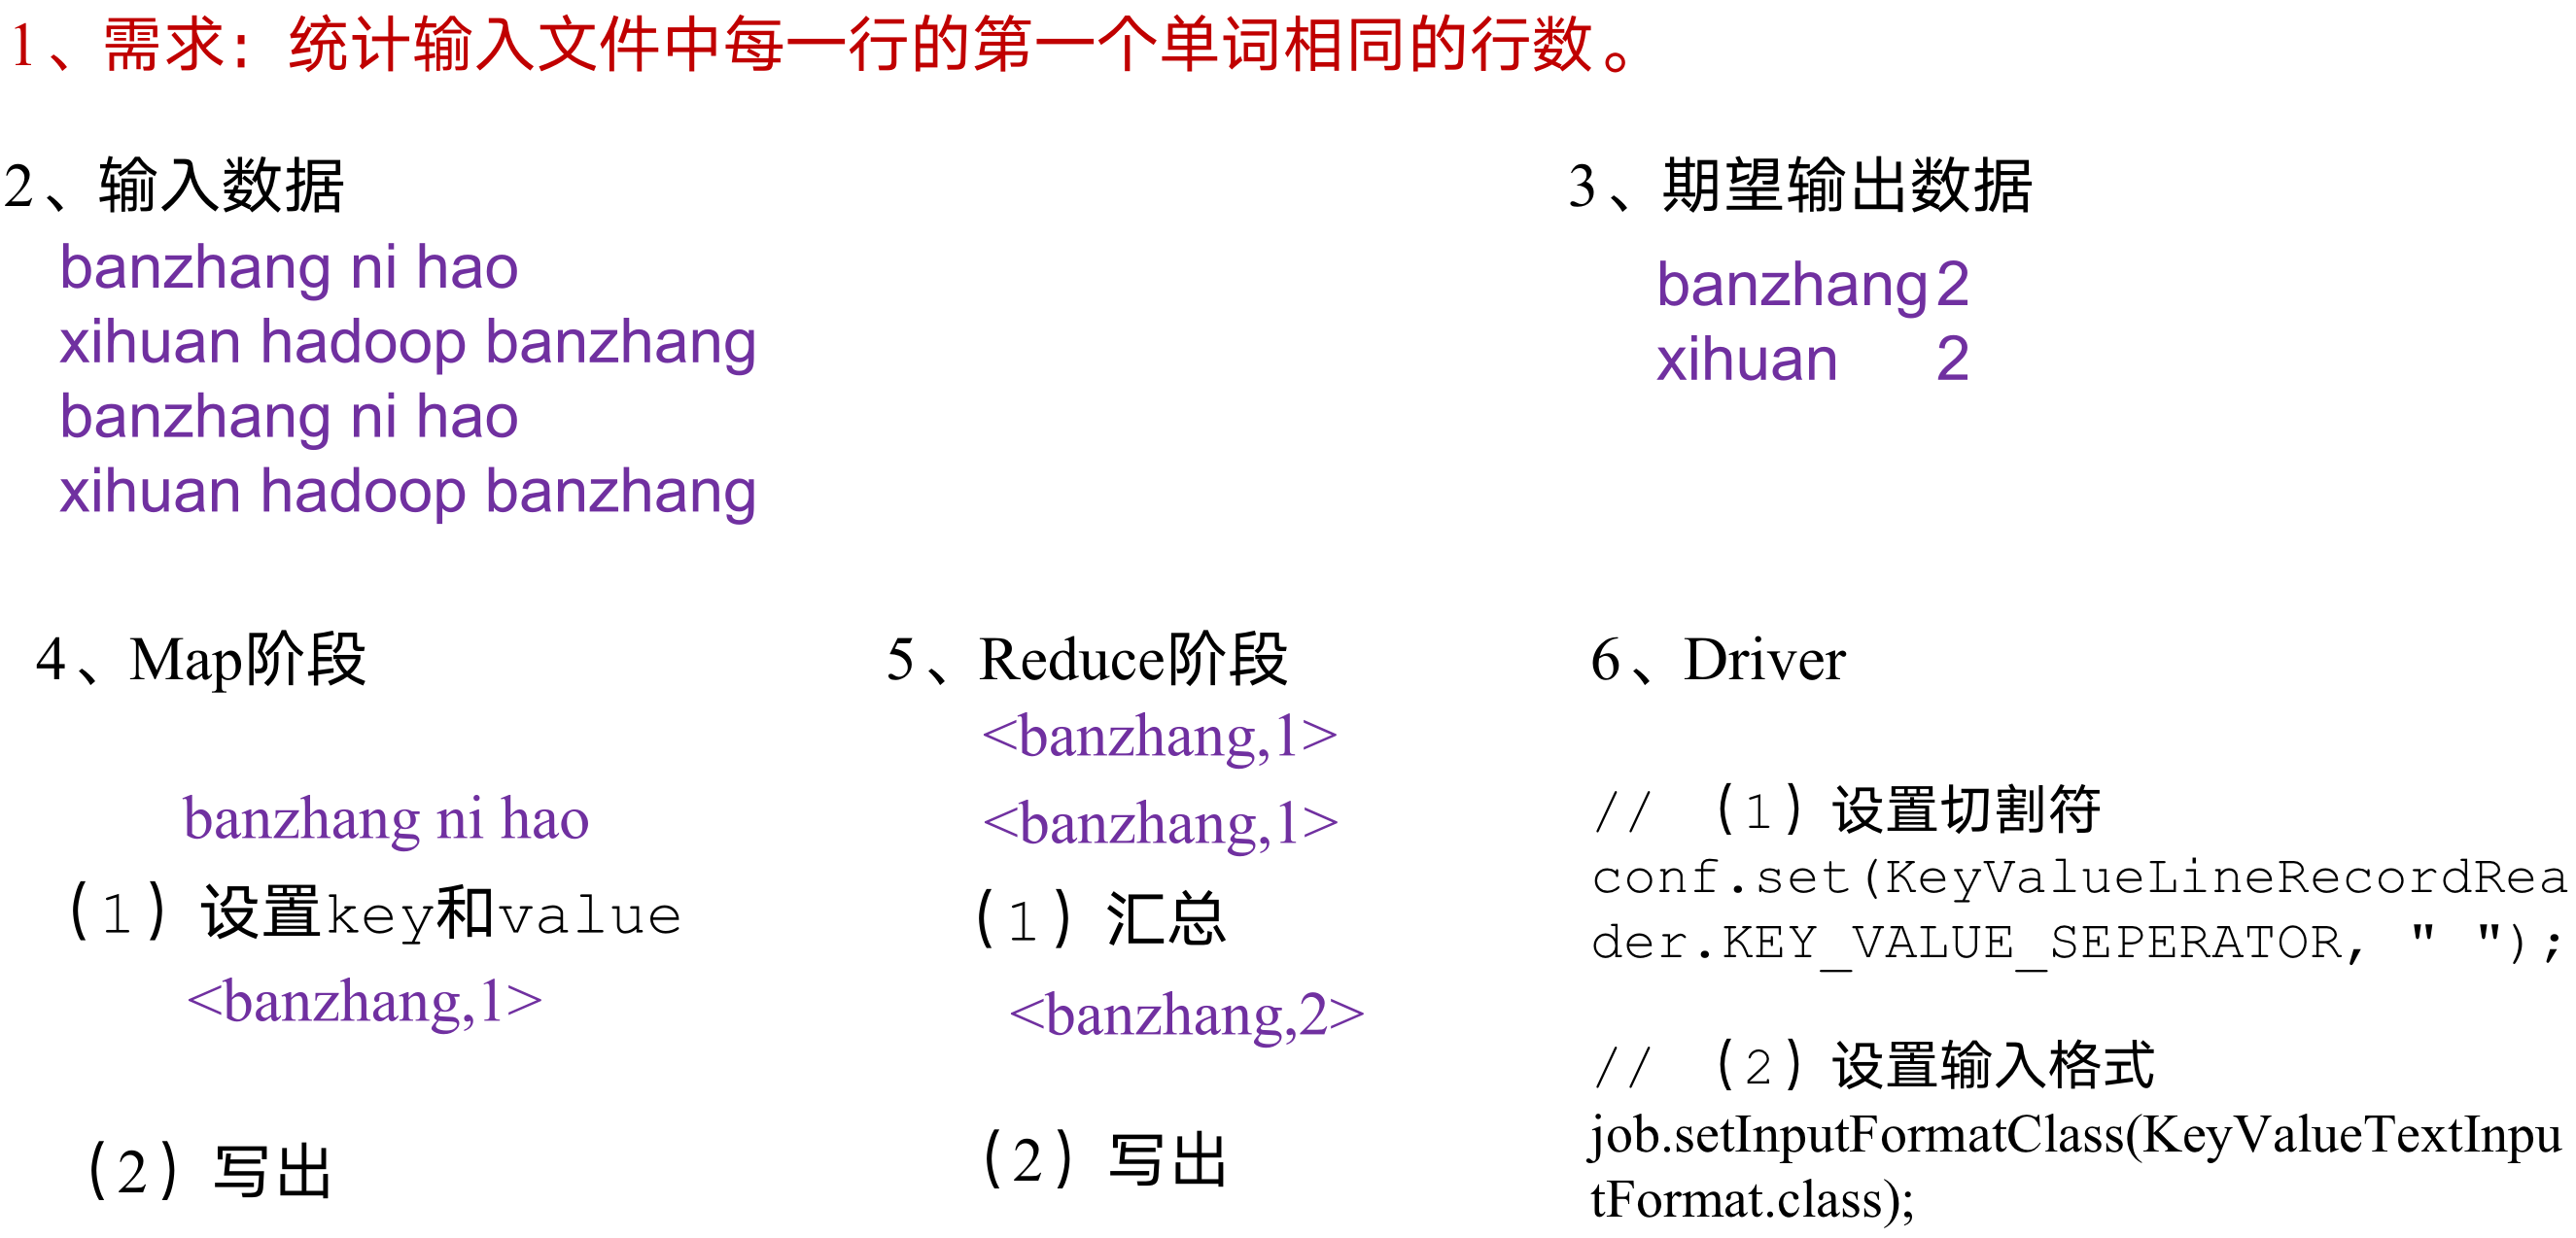 1、需求：统计输入文件中每一行的第一个单词相同的行数。
2、输入数据
banzhang ni hao
xihuan hadoop banzhang
banzhang ni hao
xihuan hadoop banzhang
3、期望输出数据
banzhang 2
xihuan 2
4、Map阶段
banzhang ni hao
（1）设置key和value
<banzhang,1>
（2）写出
5、Reduce阶段
<banzhang,1>
<banzhang,1>
（1）汇总
<banzhang,2>
（2）写出
6、Driver
// （1）设置切割符
conf.set(KeyValueLineRecordRea
der.KEY_VALUE_SEPERATOR, " ");
// （2）设置输入格式
job.setInputFormatClass(KeyValueTextInpu
tFormat.class);